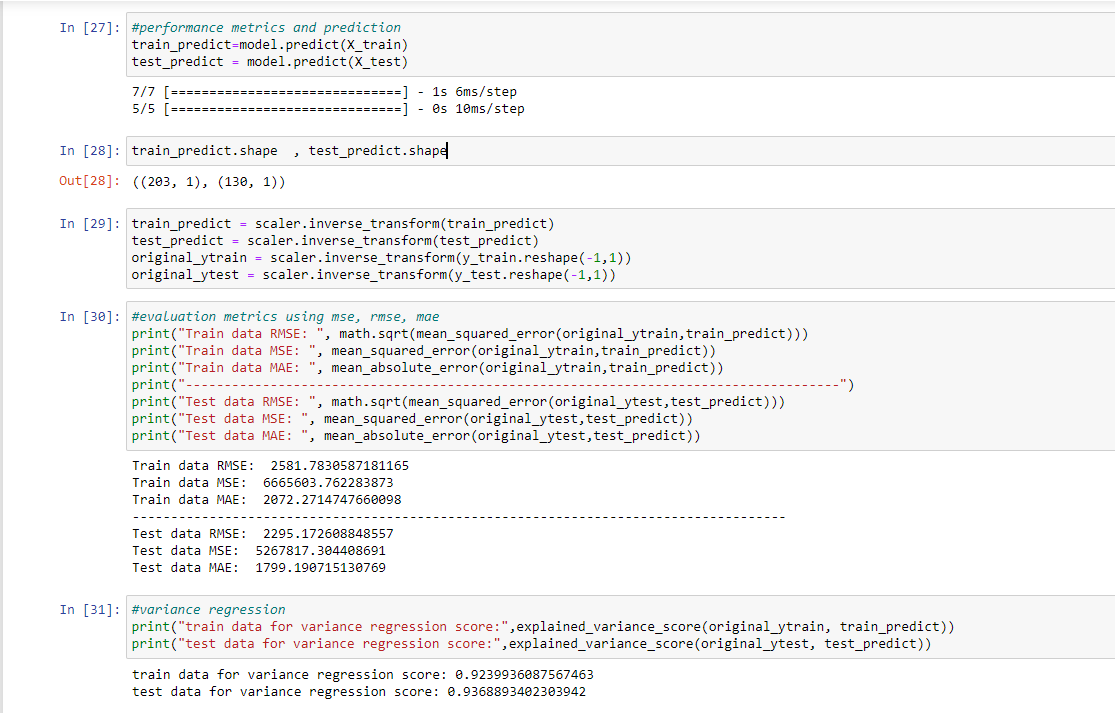 In [27]: #performance metrics and prediction
train_predict=model.predict(X_train)
test_predict = model.predict(X_test)
7/7 [==============================] - 1s 6ms/step
5/5 [==============================] - 0s 10ms/step
In [28]: train_predict.shape  , test_predict.shape
Out[28]: ((203, 1), (130, 1))
In [29]: train_predict = scaler.inverse_transform(train_predict)
test_predict = scaler.inverse_transform(test_predict)
original_ytrain = scaler.inverse_transform(y_train.reshape(-1,1))
original_ytest = scaler.inverse_transform(y_test.reshape(-1,1))
In [30]: #evaluation metrics using mse, rmse, mae
print("Train data RMSE: ", math.sqrt(mean_squared_error(original_ytrain,train_predict)))
print("Train data MSE: ", mean_squared_error(original_ytrain,train_predict))
print("Train data MAE: ", mean_absolute_error(original_ytrain,train_predict))
print("-------------------------------------------------------------------------------------")
print("Test data RMSE: ", math.sqrt(mean_squared_error(original_ytest,test_predict)))
print("Test data MSE: ", mean_squared_error(original_ytest,test_predict))
print("Test data MAE: ", mean_absolute_error(original_ytest,test_predict))
Train data RMSE:  2581.7830587181165
Train data MSE:  6665603.762283873
Train data MAE:  2072.2714747660098
-------------------------------------------------------------------------------------
Test data RMSE:  2295.172608848557
Test data MSE:  5267817.304408691
Test data MAE:  1799.190715130769
In [31]: #variance regression
print("train data for variance regression score:",explained_variance_score(original_ytrain, train_predict))
print("test data for variance regression score:",explained_variance_score(original_ytest, test_predict))
train data for variance regression score: 0.9239936087567463
test data for variance regression score: 0.9368893402303942